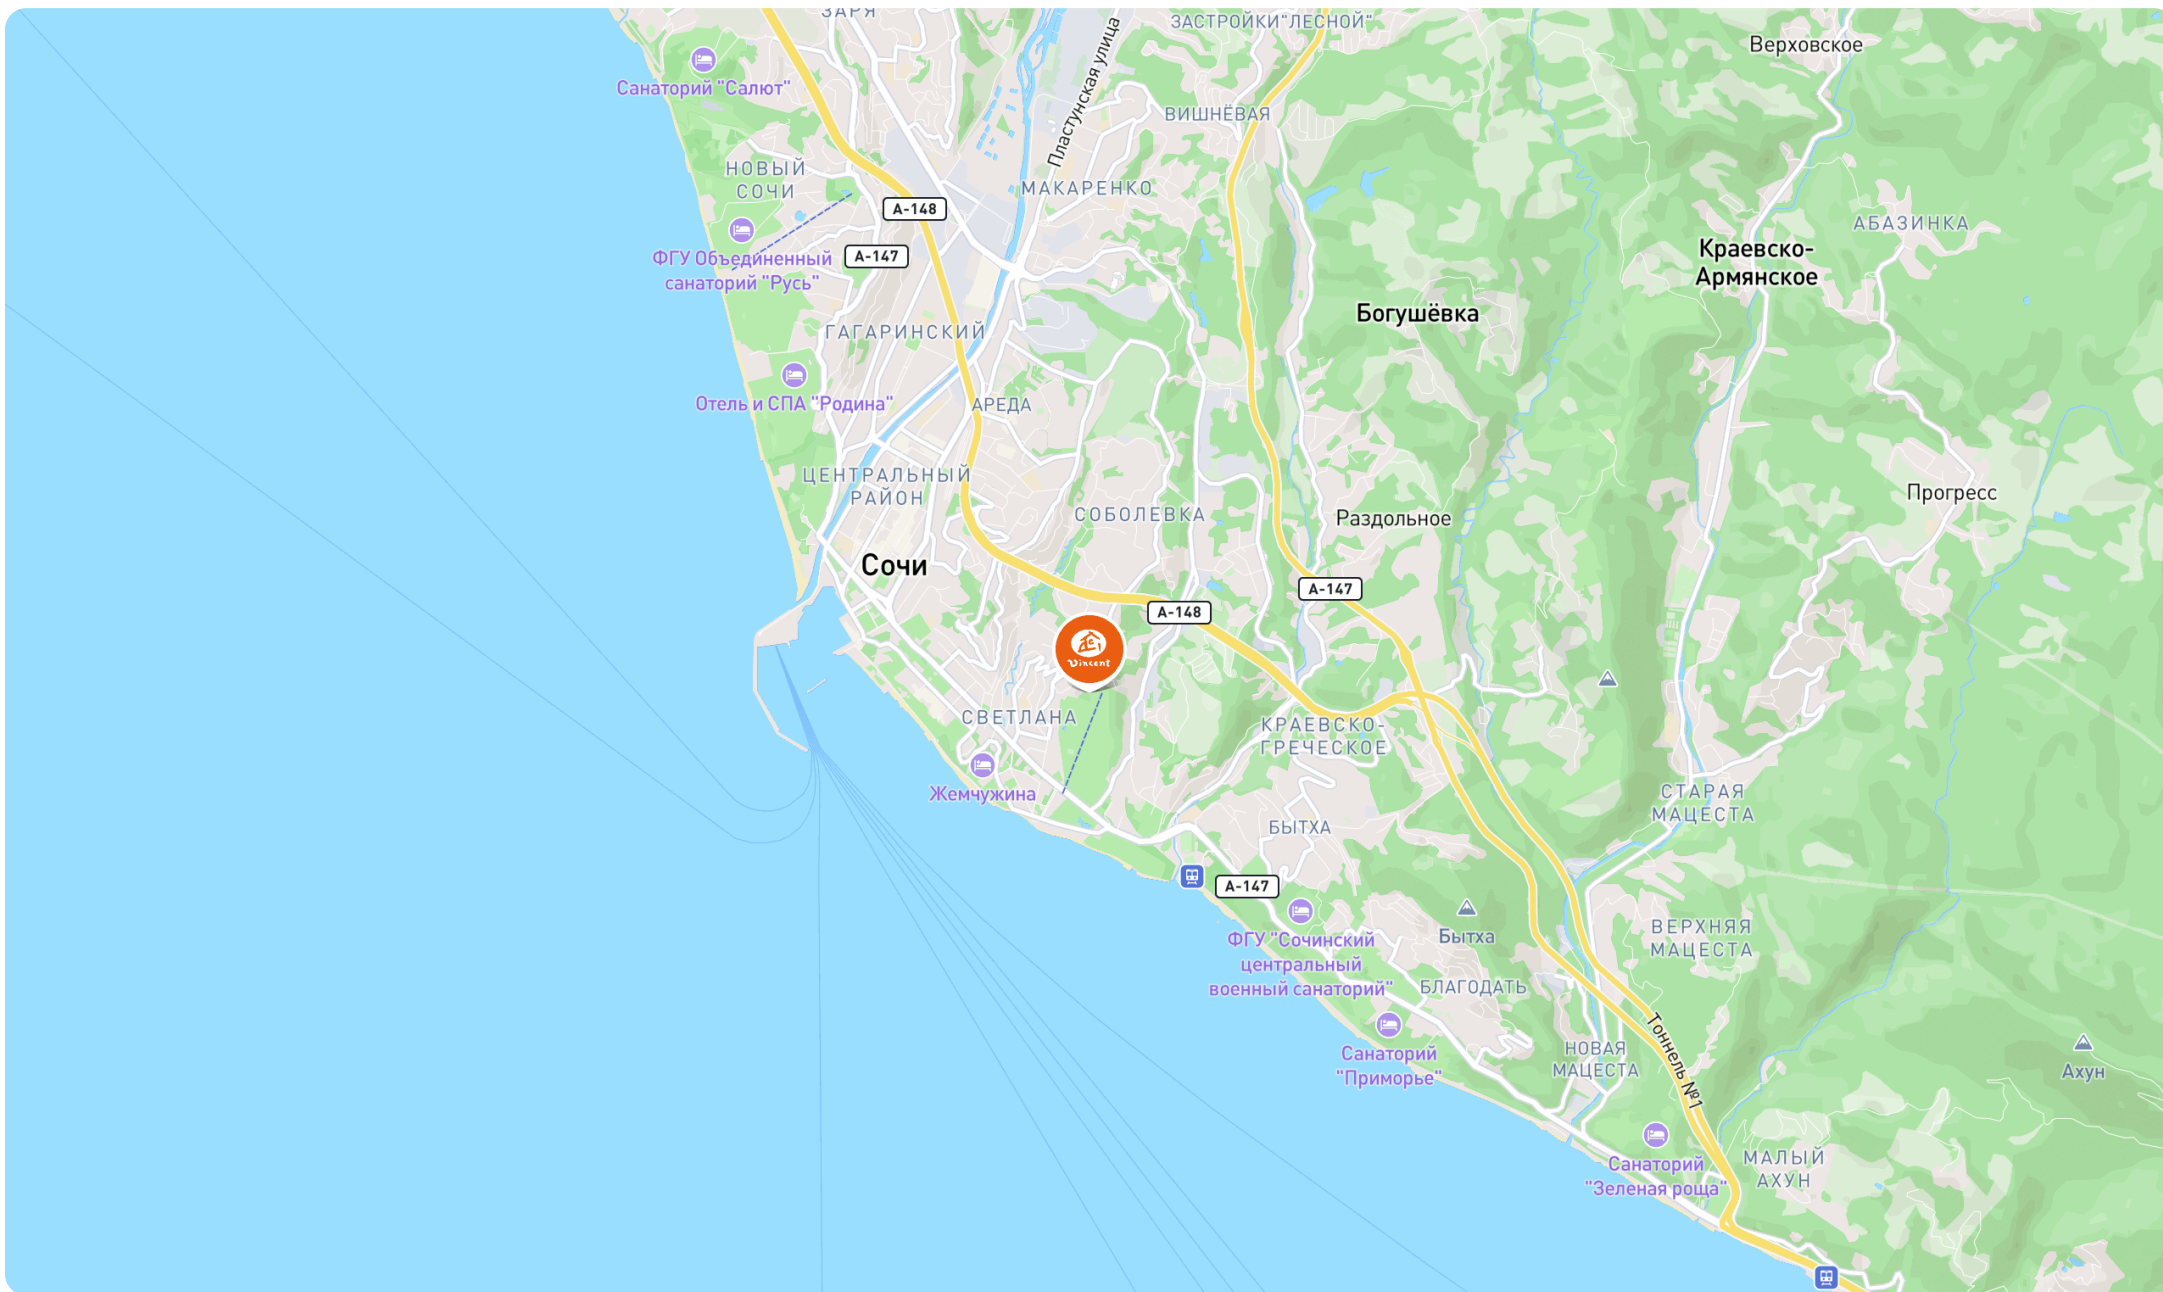 ЗАРЯ
ЗАСТРОЙКИ"ЛЕСНОЙ"
Верховское
Санаторий "Салют"
Пластунская улица
ВИШНЁВАЯ
НОВЫЙ
СОЧИ
МАКАРЕНКО
А-148
АБАЗИНКА
ФГУ Объединенный
санаторий "Русь"
А-147
Краевско-
Армянское
Богушёвка
ГАГАРИНСКИЙ
Отель и СПА "Родина"
АРЕДА
ЦЕНТРАЛЬНЫЙ
РАЙОН
Прогресс
СОБОЛЕВКА
Раздольное
Сочи
А-147
А-148
Vincent
СВЕТЛАНА
КРАЕВСКО-
ГРЕЧЕСКОЕ
Жемчужина
СТАРАЯ
МАЦЕСТА
БЫТХА
А-147
ФГУ "Сочинский
центральный
военный санаторий"
Бытха
ВЕРХНЯЯ
МАЦЕСТА
БЛАГОДАТЬ
Санаторий
"Приморье"
НОВАЯ
МАЦЕСТА
Тоннель №1
Ахун
Санаторий
"Зеленая роща"
МАЛЫЙ
АХУН